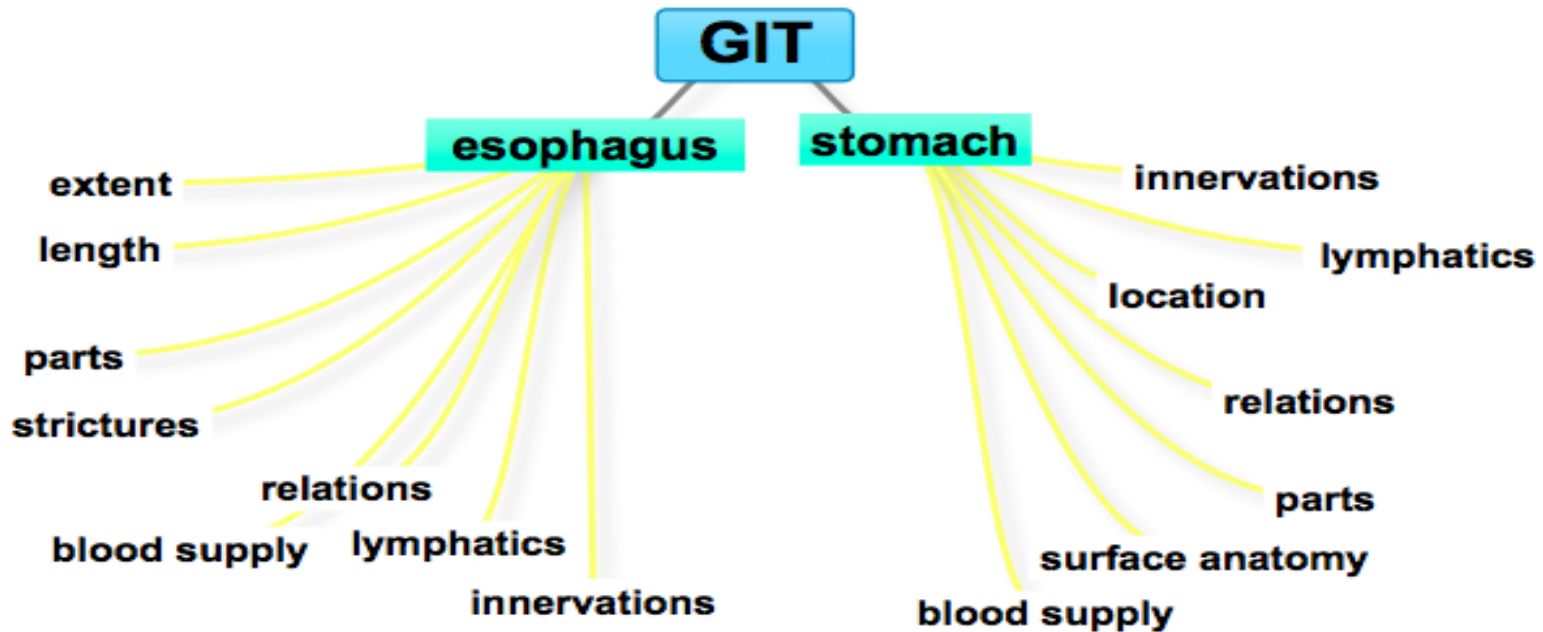 GIT
esophagus
stomach
extent
length
parts
strictures
relations
blood supply
lymphatics
innervations
innervations
lymphatics
location
relations
parts
surface anatomy
blood supply